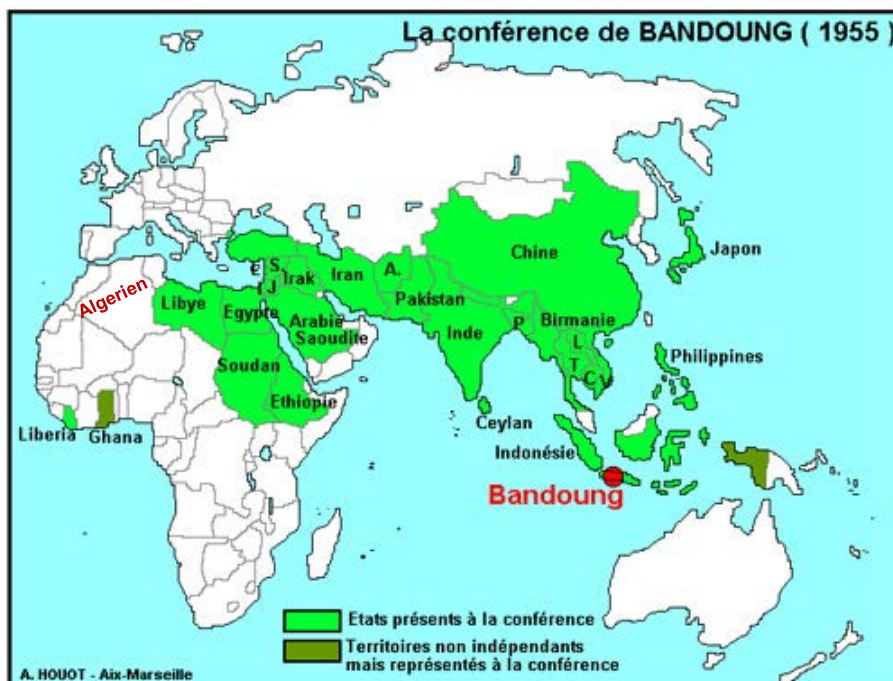 La conférence de BANDOUNG ( 1955 )
Chine
Japon
S.
Irak
Iran
A.
J
Pakistan
Algerien
Libye
Egypte
Arabie
Saoudite
Inde
P
Birmanie
L
T
C
V
Philippines
Soudan
Ethiopie
Liberia
Ghana
Ceylan
Indonésie
Bandoung
Etats présents à la conférence
Territoires non indépendants
mais représentés à la conférence
A. HOUOT - Aix-Marseille